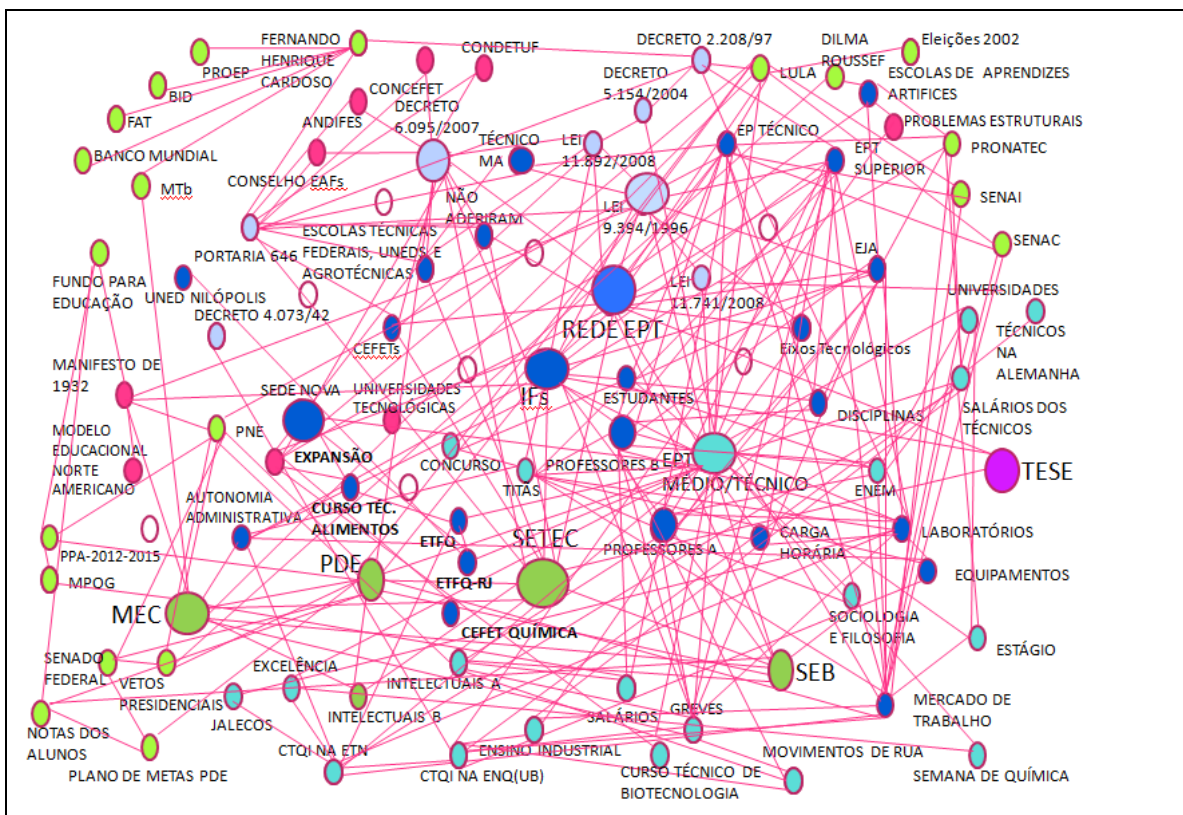 FERNANDO
HENRIQUE
CARDOSO
PROEP
BID
FAT
BANCO MUNDIAL
MTb
CONDETUF
CONCEFET
ANDIFES
DECRETO
6.095/2007
CONSELHO EAFs
TÉCNICO
MA
NÃO
ADERIRAM
DECRETO 2.208/97
DECRETO
5.154/2004
LEI
11.892/2008
LEI
9.394/1996
LULA
DILMA
ROUSSEF
Eleições 2002
ESCOLAS DE APRENDIZES
ARTIFICES
PROBLEMAS ESTRUTURAIS
EP TÉCNICO
EPT
SUPERIOR
PRONATEC
SENAI
SENAC
EJA
PORTARIA 646
ESCOLAS TÉCNICAS
FEDERAIS, UNEDS E
AGROTÉCNICAS
FUNDO PARA
EDUCAÇÃO
UNED NILÓPOLIS
DECRETO 4.073/42
LEI
11.741/2008
UNIVERSIDADES
TÉCNICOS
NA
ALEMANHA
REDE EPT
CEFETs
Eixos Tecnológicos
MANIFESTO DE
1932
SEDE NOVA
UNIVERSIDADES
TECNOLÓGICAS
IFs
ESTUDANTES
DISCIPLINAS
SALÁRIOS DOS
TÉCNICOS
MODELO
EDUCACIONAL
NORTE
AMERICANO
PNE
EXPANSÃO
CONCURSO
TITAS
PROFESSORES B
EPT
MÉDIO/TÉCNICO
ENEM
TESE
AUTONOMIA
ADMINISTRATIVA
CURSO TÉC.
ALIMENTOS
ETFQ
SETEC
PROFESSORES A
CARGA
HORÁRIA
LABORATÓRIOS
PPA-2012-2015
MPOG
PDE
ETFQ-RJ
EQUIPAMENTOS
MEC
CEFET QUÍMICA
SOCIOLOGIA
E FILOSOFIA
ESTÁGIO
SENADO
FEDERAL
VETOS
PRESIDENCIAIS
EXCELÊNCIA
JALECOS
INTELECTUAIS A
INTELECTUAIS B
SEB
SALÁRIOS
GREVES
MERCADO DE
TRABALHO
NOTAS DOS
ALUNOS
PLANO DE METAS PDE
CTQI NA ETN
CTQI NA ENQ(UB)
ENSINO INDUSTRIAL
CURSO TÉCNICO DE
BIOTECNOLOGIA
MOVIMENTOS DE RUA
SEMANA DE QUÍMICA